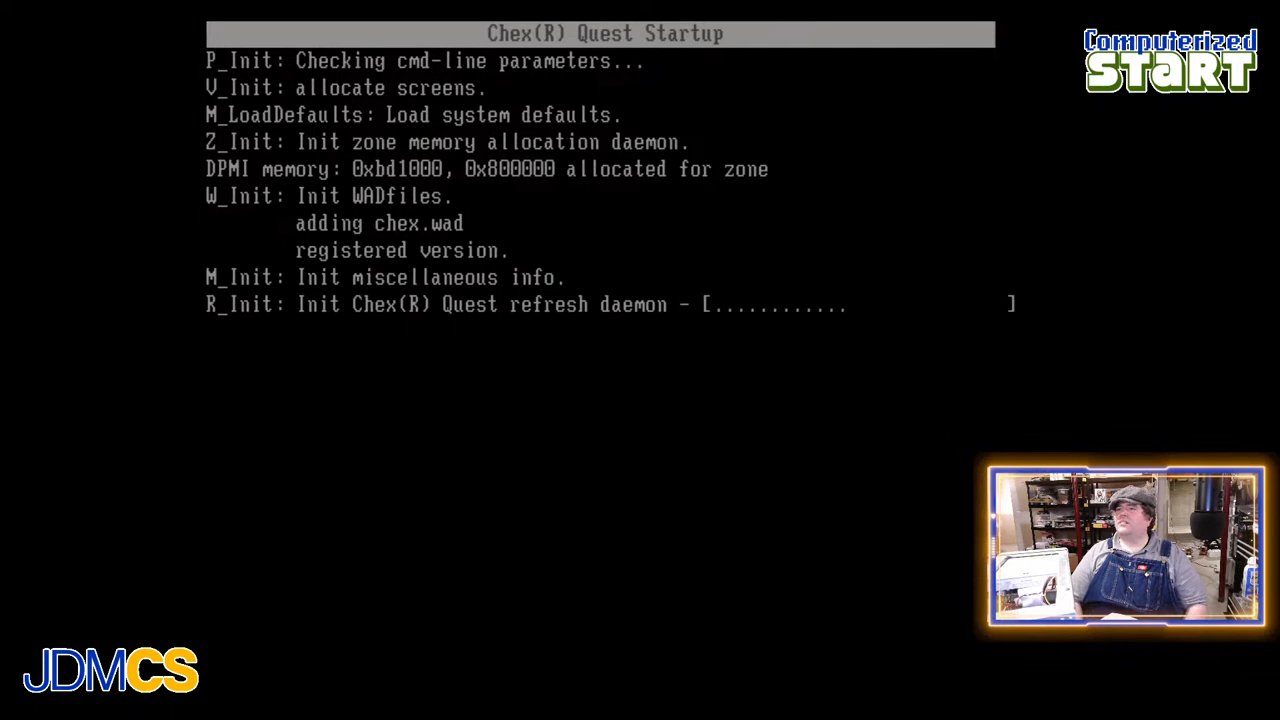 Chex(R) Quest Startup
Computerized
START
P_Init: Checking cmd-line parameters...
V_Init: allocate screens.
M_LoadDefaults: Load system defaults.
Z_Init: Init zone memory allocation daemon.
DPMI memory: 0xbd1000, 0x800000 allocated for zone
W_Init: Init WADfiles.
adding chex.wad
registered version.
M_Init: Init miscellaneous info.
R_Init: Init Chex(R) Quest refresh daemon - [............ ]
JDMCS